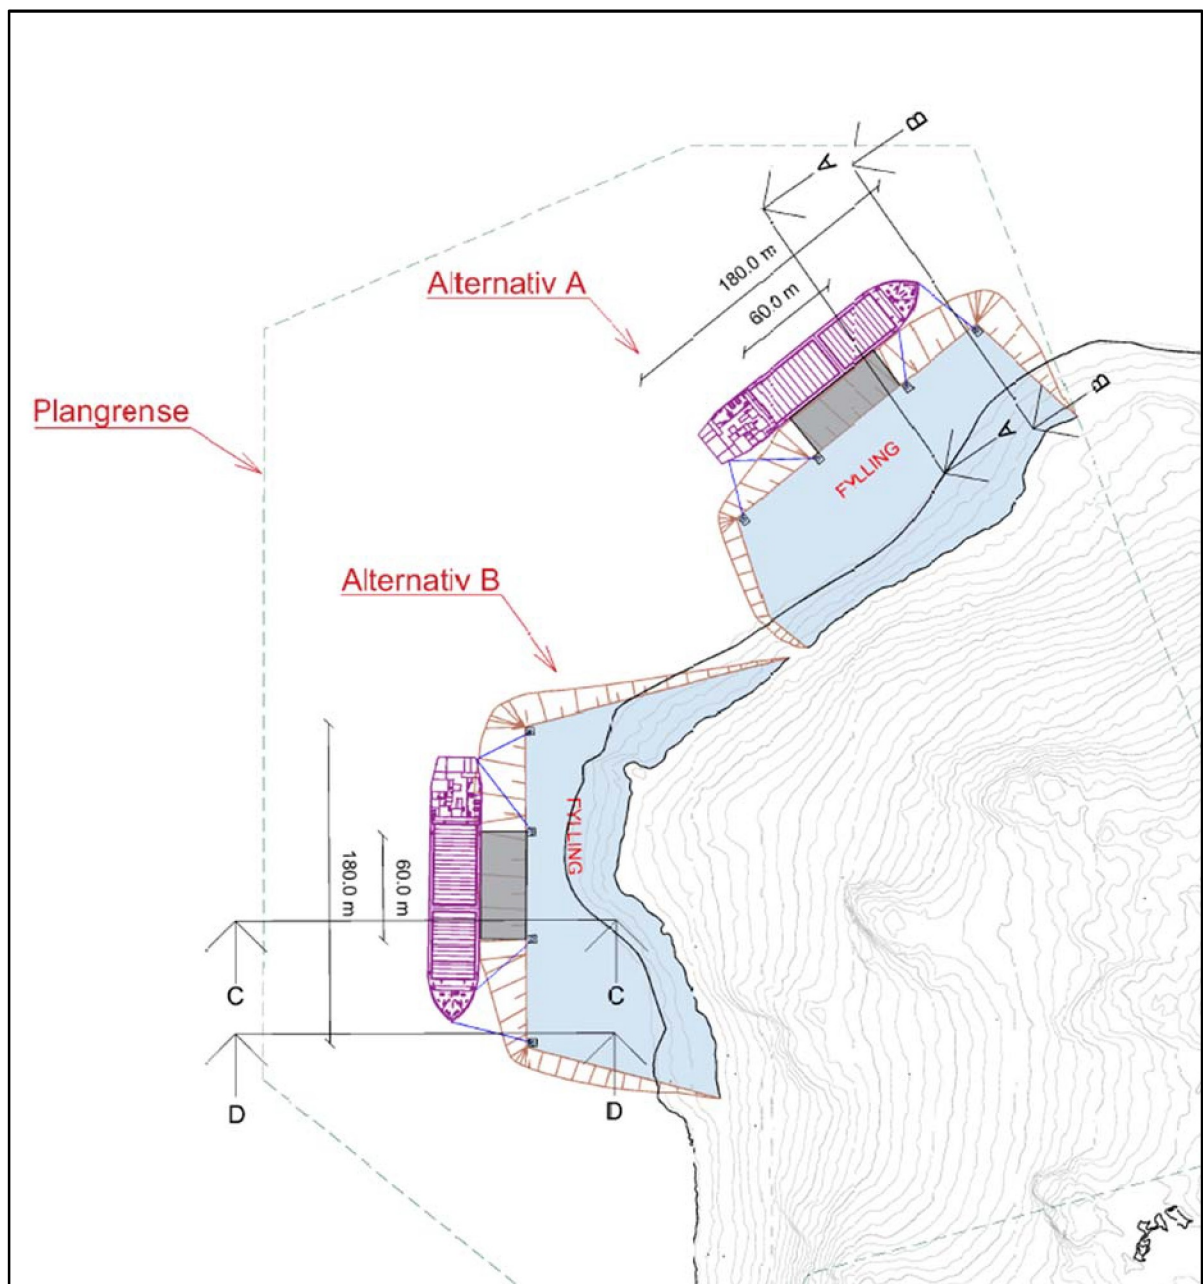 B
A
Alternativ A
180.0 m
60.0 m
Plangrense
B
A
FYLLING
Alternativ B
FYLLING
180.0 m
60.0 m
C
C
D
D